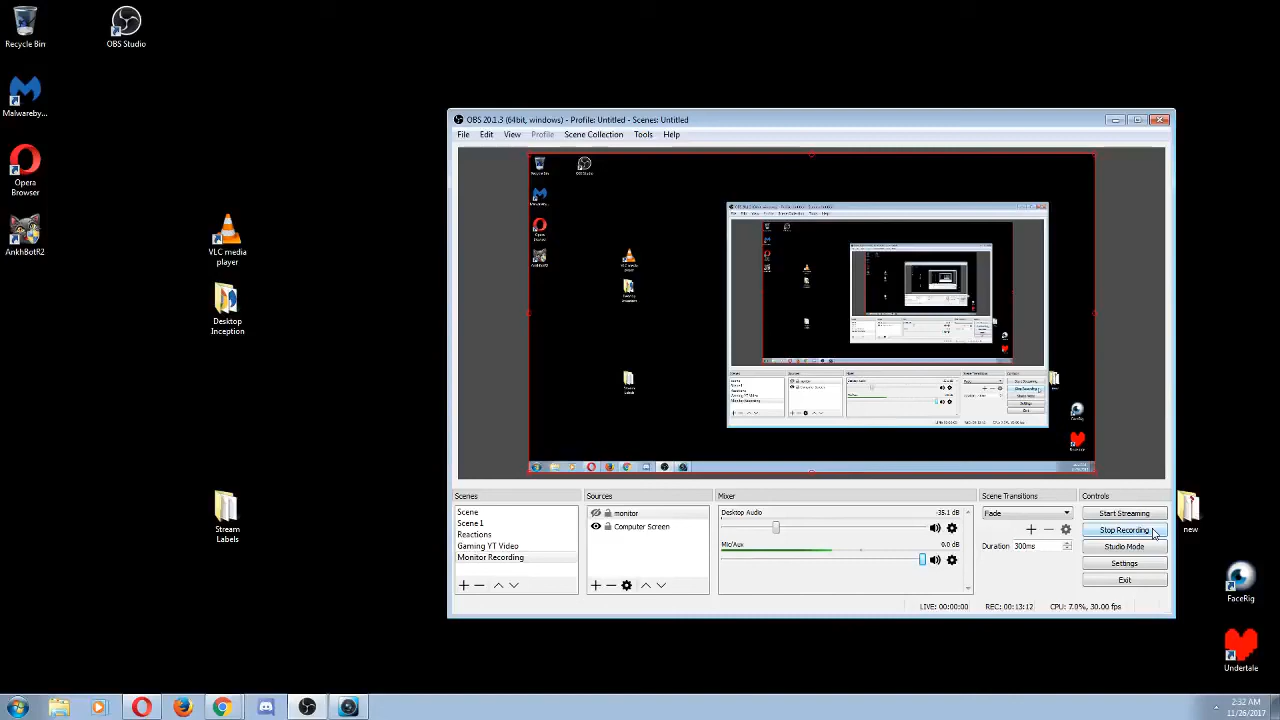 Recycle Bin
OBS Studio
Malwareby...
Opera
Browser
AnkhBotR2
VLC media
player
Desktop
Inception
Stream
Labels
OBS 20.1.3 (64bit, windows) - Profile: Untitled - Scenes: Untitled
File Edit View Profile Scene Collection Tools Help
Scenes
Scene
Scene 1
Reactions
Gaming YT Video
Monitor Recording
Sources
monitor
Computer Screen
Mixer
Desktop Audio -35.1 dB
Mic/Aux 0.0 dB
Scene Transitions
Fade
Duration 300ms
Controls
Start Streaming
Stop Recording
Studio Mode
Settings
Exit
LIVE: 00:00:00 REC: 00:13:12 CPU: 7.0%, 30.00 fps
new
FaceRig
Undertale
2:32 AM
11/26/2017